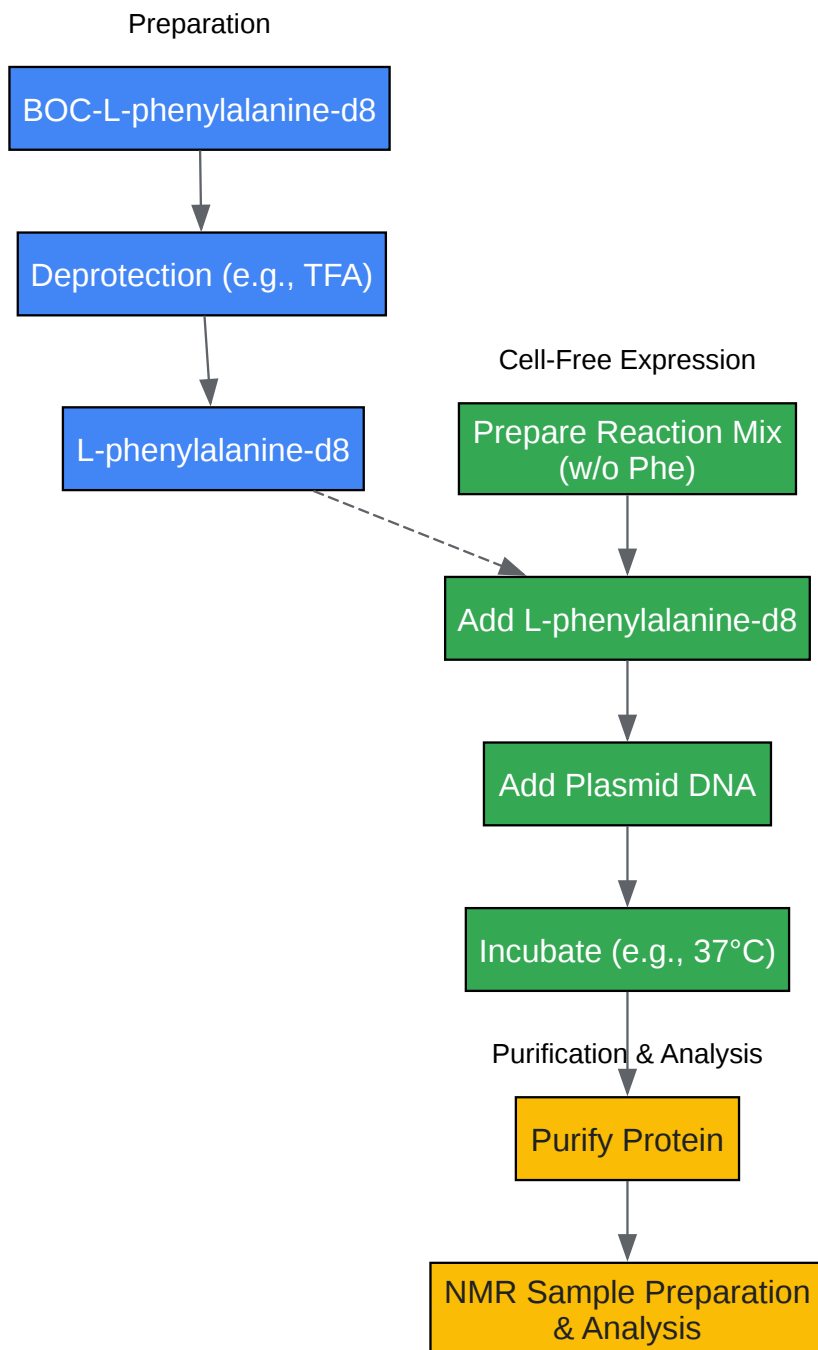 Preparation
BOC-L-phenylalanine-d8
Deprotection (e.g., TFA)
L-phenylalanine-d8
Cell-Free Expression
Prepare Reaction Mix
(w/o Phe)
Add L-phenylalanine-d8
Add Plasmid DNA
Incubate (e.g., 37°C)
Purification & Analysis
Purify Protein
NMR Sample Preparation
& Analysis